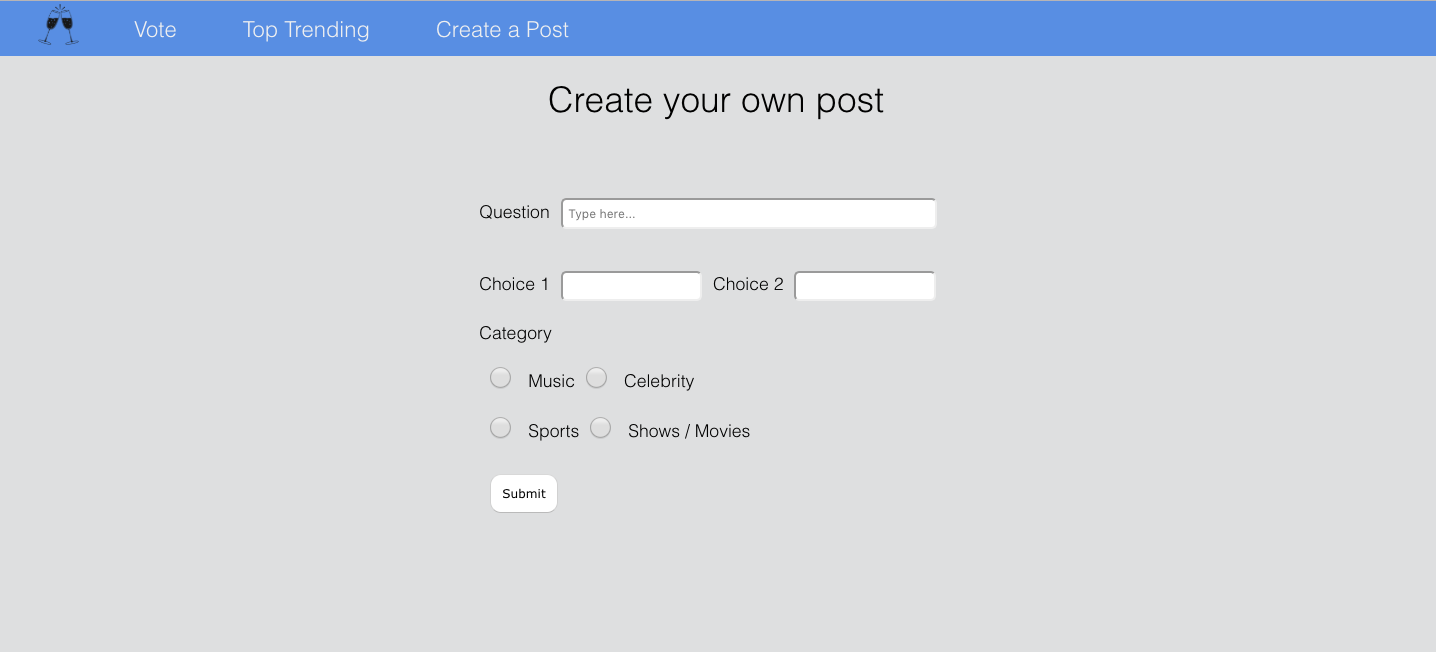 Vote Top Trending Create a Post
Create your own post
Question Type here...
Choice 1 Choice 2
Category
Music Celebrity
Sports Shows / Movies
Submit